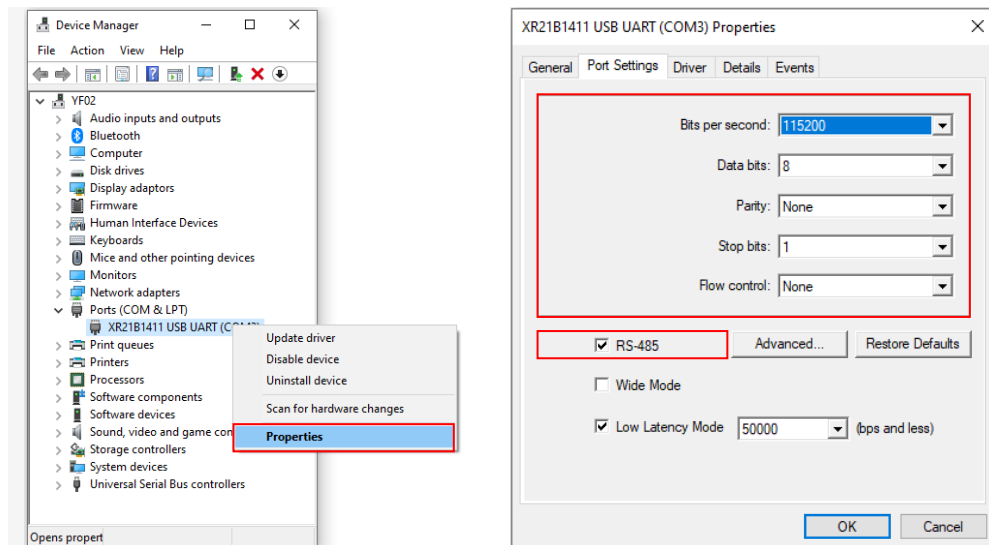 Device Manager
File Action View Help
YF02
Audio inputs and outputs
Bluetooth
Computer
Disk drives
Display adaptors
Firmware
Human Interface Devices
Keyboards
Mice and other pointing devices
Monitors
Network adapters
Ports (COM & LPT)
XR21B1411 USB UART
Print queues
Printers
Processors
Software components
Software devices
Sound, video and game
Storage controllers
System devices
Universal Serial Bus controllers
Opens propert
Update driver
Disable device
Uninstall device
Scan for hardware changes
Properties
XR21B1411 USB UART (COM3) Properties
General Port Settings Driver Details Events
Bits per second: 115200
Data bits: 8
Parity: None
Stop bits: 1
Flow control: None
RS-485 Advanced... Restore Defaults
Wide Mode
Low Latency Mode 50000 (bps and less)
OK Cancel